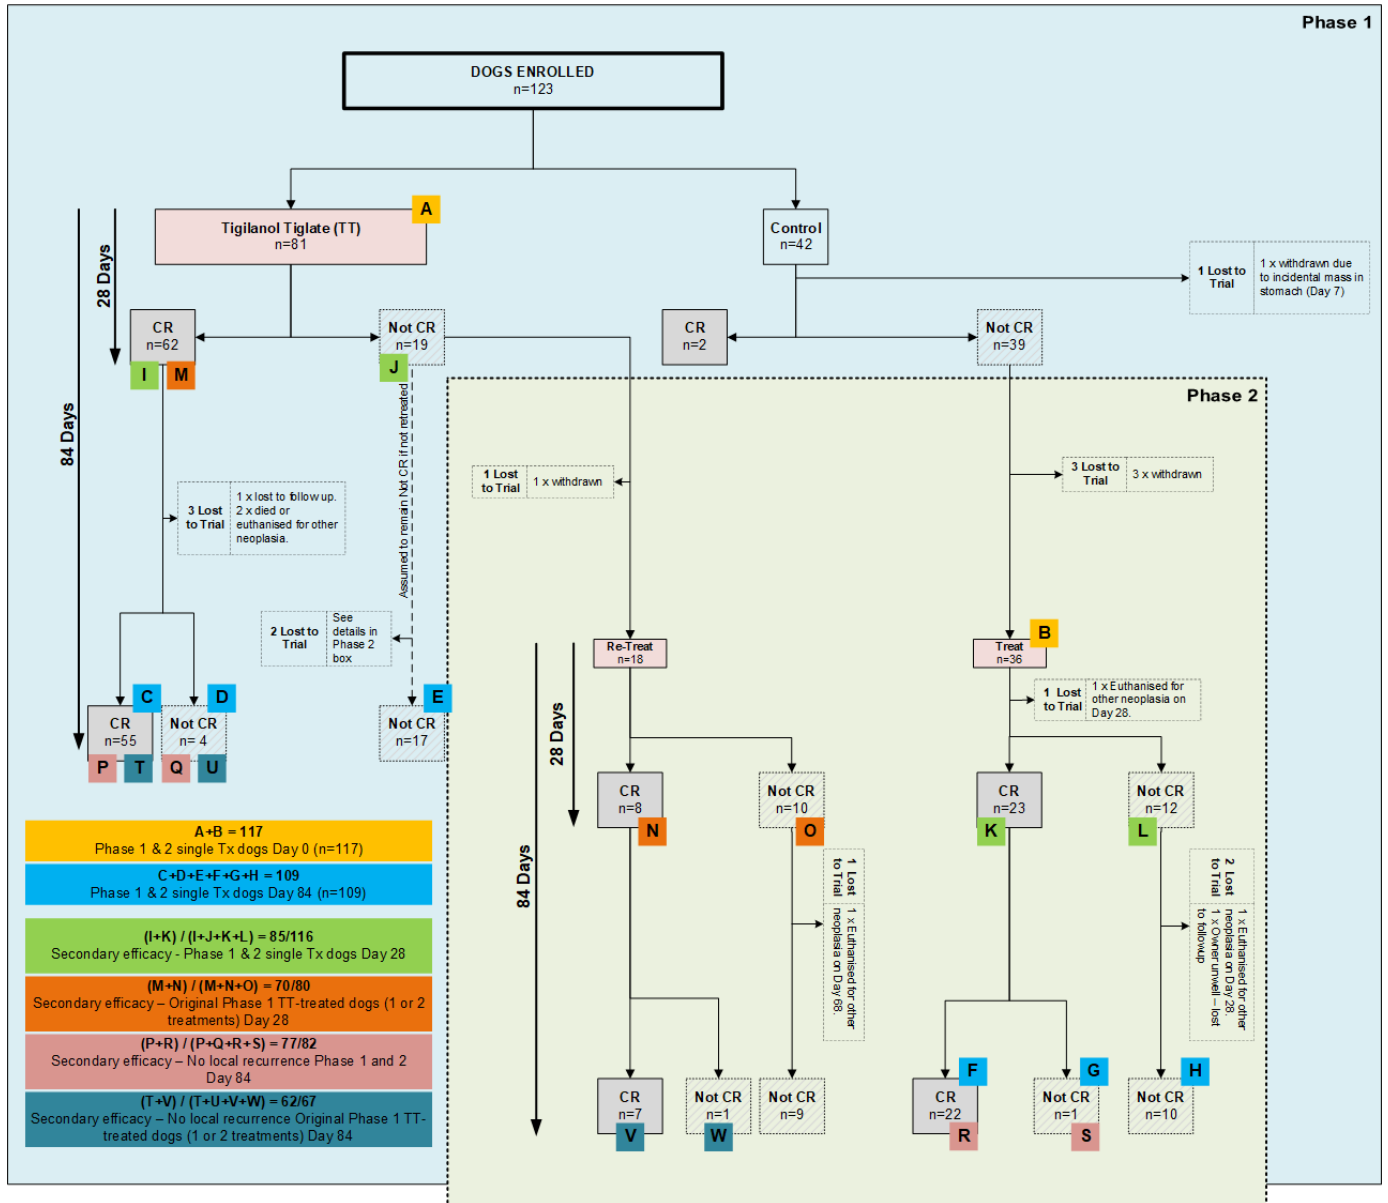 Phase 1
DOGS ENROLLED
n=123
A
Tigilanol Tiglate (TT)
n=81
Control
n=42
28 Days
84 Days
1 Lost to
Trial
1 x withdrawn due
to incidental mass in
stomach (Day 7)
CR
n=62
I
M
Not CR
n=19
J
CR
n=2
Not CR
n=39
Phase 2
Assumed to remain Not CR if not retreated
1 Lost
to Trial
1 x withdrawn
3 Lost to
Trial
3 x withdrawn
3 Lost
to Trial
1 x lost to follow up.
2 x died or
euthanised for other
neoplasia.
2 Lost to
Trial
See
details in
Phase 2
box
Re-Treat
n=18
B
Treat
n=36
1 Lost
to Trial
1 x Euthanised for
other neoplasia on
Day 28.
C
CR
n=55
P
T
D
Not CR
n= 4
Q
U
E
Not CR
n=17
28 Days
84 Days
CR
n=8
N
Not CR
n=10
O
CR
n=23
K
Not CR
n=12
L
1 Lost
to Trial
1 x Euthanised for other
neoplasia on Day 68.
2 Lost
to Trial
1 x Euthanised for other
neoplasia on Day 28.
1 x Owner unwell – lost
to followup
A+B = 117
Phase 1 & 2 single Tx dogs Day 0 (n=117)
C+D+E+F+G+H = 109
Phase 1 & 2 single Tx dogs Day 84 (n=109)
(I+K) / (I+J+K+L) = 85/116
Secondary efficacy - Phase 1 & 2 single Tx dogs Day 28
(M+N) / (M+N+O) = 70/80
Secondary efficacy – Original Phase 1 TT-treated dogs (1 or 2
treatments) Day 28
(P+R) / (P+Q+R+S) = 77/82
Secondary efficacy – No local recurrence Phase 1 and 2
Day 84
(T+V) / (T+U+V+W) = 62/67
Secondary efficacy – No local recurrence Original Phase 1 TT-
treated dogs (1 or 2 treatments) Day 84
CR
n=7
V
Not CR
n=1
W
Not CR
n=9
F
CR
n=22
R
G
Not CR
n=1
S
H
Not CR
n=10